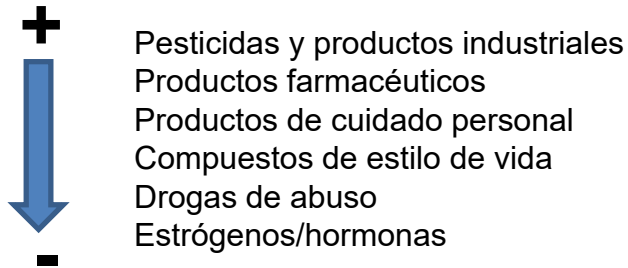 +
Pesticidas y productos industriales
Productos farmacéuticos
Productos de cuidado personal
Compuestos de estilo de vida
Drogas de abuso
Estrógenos/hormonas
-